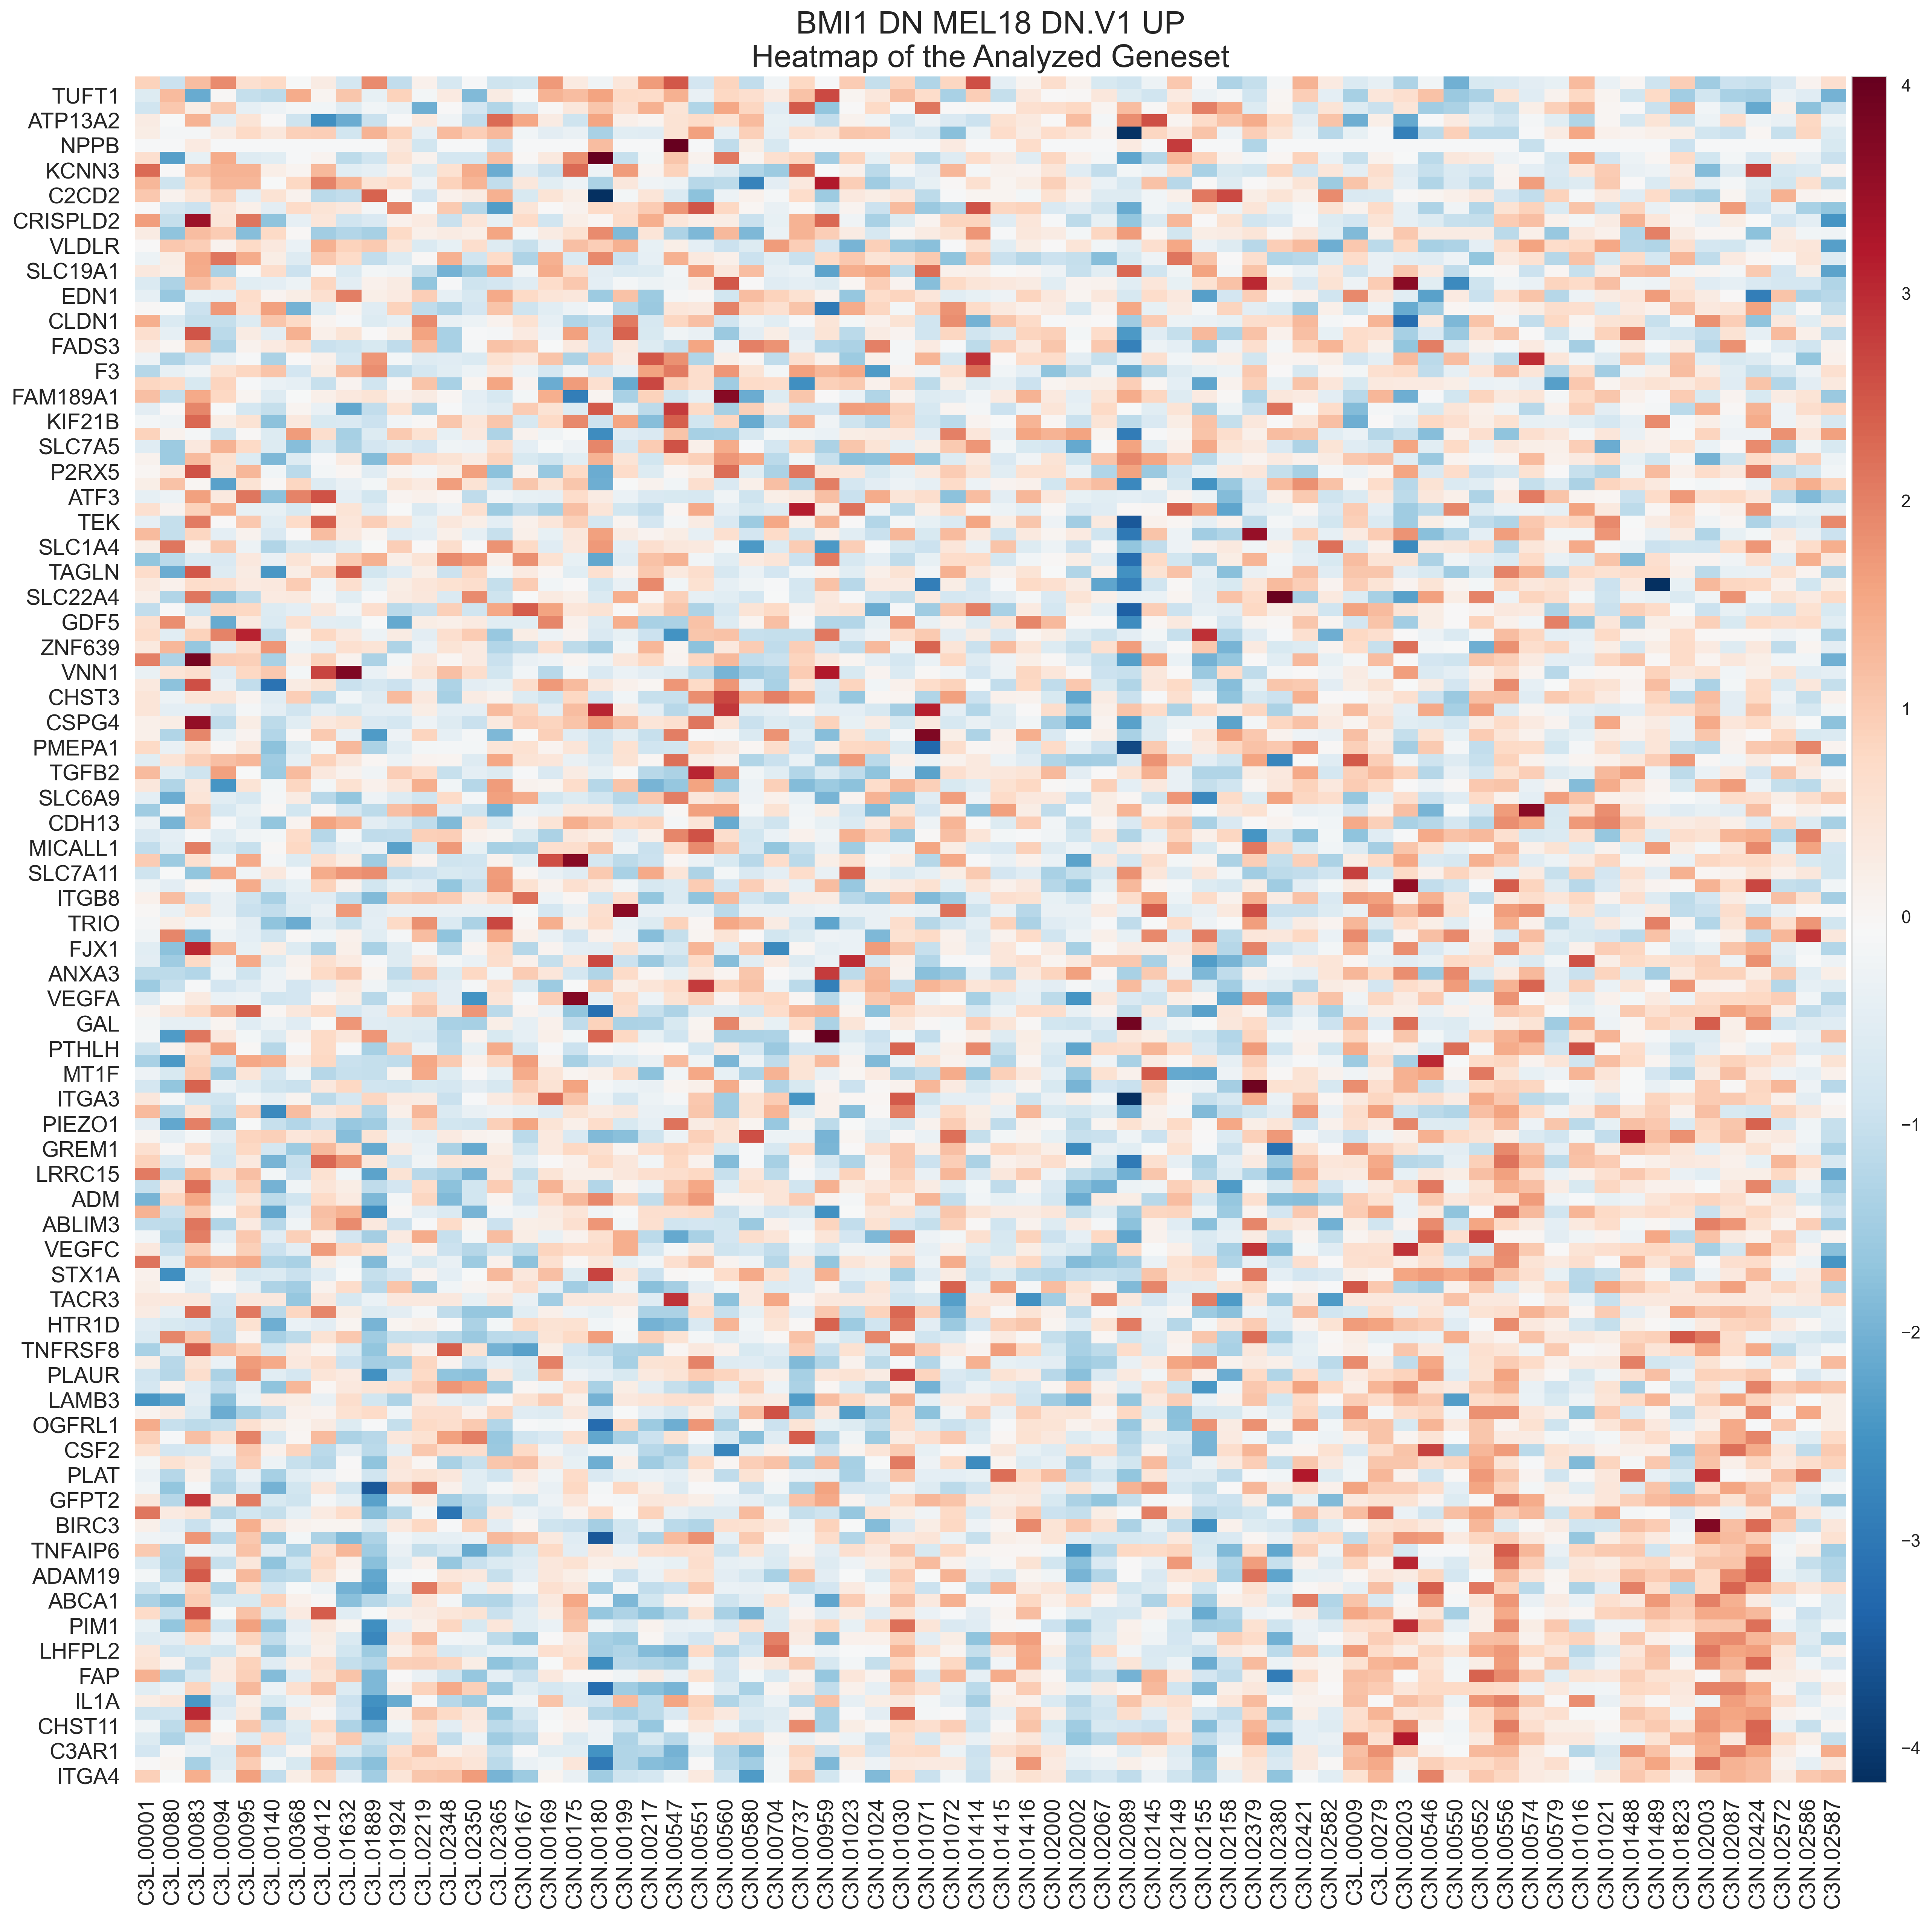 BMI1 DN MEL18 DN.V1 UP
Heatmap of the Analyzed Geneset
TUFT1
ATP13A2
NPPB
KCNN3
C2CD2
CRISPLD2
VLDLR
SLC19A1
EDN1
CLDN1
FADS3
F3
FAM189A1
KIF21B
SLC7A5
P2RX5
ATF3
TEK
SLC1A4
TAGLN
SLC22A4
GDF5
ZNF639
VNN1
CHST3
CSPG4
PMEPA1
TGFB2
SLC6A9
CDH13
MICALL1
SLC7A11
ITGB8
TRIO
FJX1
ANXA3
VEGFA
GAL
PTHLH
MT1F
ITGA3
PIEZO1
GREM1
LRRC15
ADM
ABLIM3
VEGFC
STX1A
TACR3
HTR1D
TNFRSF8
PLAUR
LAMB3
OGFRL1
CSF2
PLAT
GFPT2
BIRC3
TNFAIP6
ADAM19
ABCA1
PIM1
LHFPL2
FAP
IL1A
CHST11
C3AR1
ITGA4
4
3
2
1
0
−1
−2
−3
−4
C3L.00001
C3L.00080
C3L.00083
C3L.00094
C3L.00095
C3L.00140
C3L.00368
C3L.00412
C3L.01632
C3L.01889
C3L.01924
C3L.02219
C3L.02348
C3L.02350
C3L.02365
C3N.00167
C3N.00169
C3N.00175
C3N.00180
C3N.00199
C3N.00217
C3N.00547
C3N.00551
C3N.00560
C3N.00580
C3N.00704
C3N.00737
C3N.00959
C3N.01023
C3N.01024
C3N.01030
C3N.01071
C3N.01072
C3N.01414
C3N.01415
C3N.01416
C3N.02000
C3N.02002
C3N.02067
C3N.02089
C3N.02145
C3N.02149
C3N.02155
C3N.02158
C3N.02379
C3N.02380
C3N.02421
C3N.02582
C3L.00009
C3L.00279
C3N.00203
C3N.00546
C3N.00550
C3N.00552
C3N.00556
C3N.00574
C3N.00579
C3N.01016
C3N.01021
C3N.01488
C3N.01489
C3N.01823
C3N.02003
C3N.02087
C3N.02424
C3N.02572
C3N.02586
C3N.02587